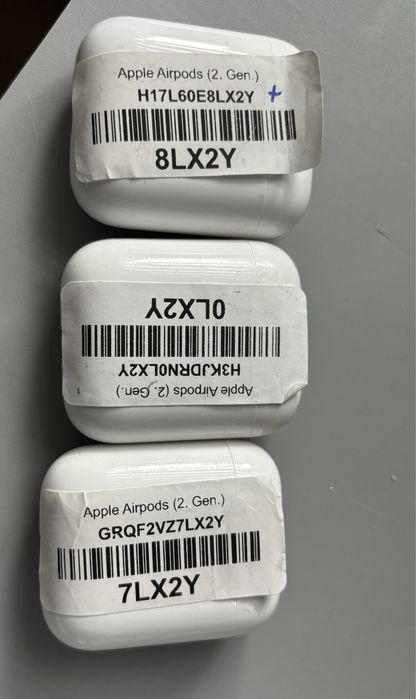 Apple Airpods (2. Gen.)
H17L60E8LX2Y +
8LX2Y
Apple Airpods (2. Gen.)
H3KJDRN0LX2Y
0LX2Y
Apple Airpods (2. Gen.)
GRQF2VZ7LX2Y
7LX2Y